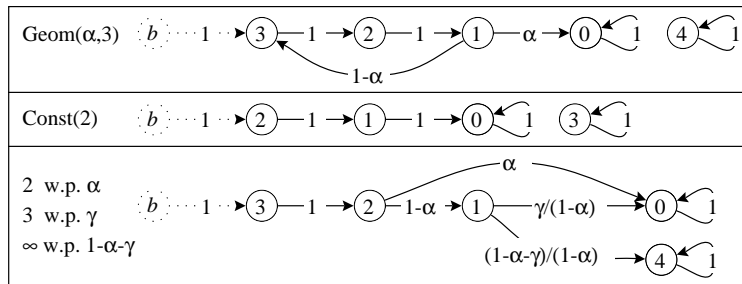 Geom(α,3) b 1 3 1 2 1 1 α 0 1 4 1
1-α
Const(2) b 1 2 1 1 1 0 1 3 1
α
2 w.p. α
3 w.p. γ
∞ w.p. 1-α-γ
b 1 3 1 2 1-α 1 γ/(1-α) 0 1
(1-α-γ)/(1-α) 4 1